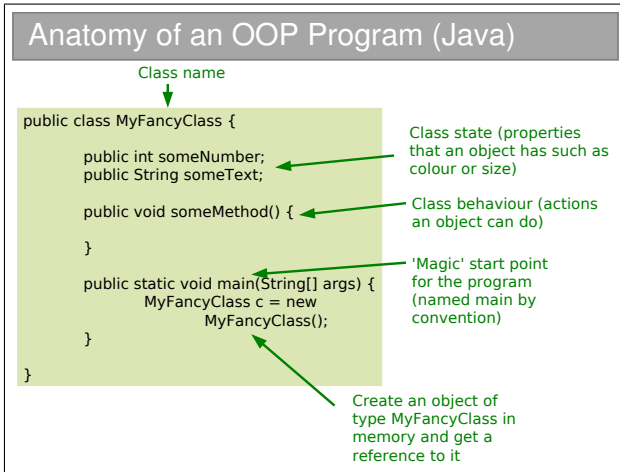 Anatomy of an OOP Program (Java)
Class name
public class MyFancyClass {
public int someNumber;
public String someText;
public void someMethod() {
}
public static void main(String[] args) {
MyFancyClass c = new
MyFancyClass();
}
}
Class state (properties
that an object has such as
colour or size)
Class behaviour (actions
an object can do)
'Magic' start point
for the program
(named main by
convention)
Create an object of
type MyFancyClass in
memory and get a
reference to it